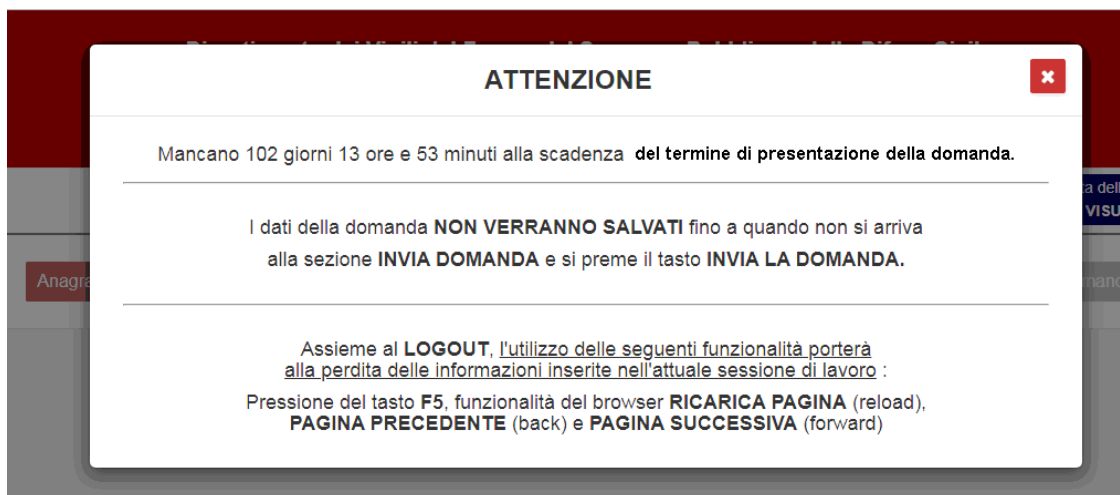 ATTENZIONE
Mancano 102 giorni 13 ore e 53 minuti alla scadenza del termine di presentazione della domanda.
I dati della domanda NON VERRANNO SALVATI fino a quando non si arriva
alla sezione INVIA DOMANDA e si preme il tasto INVIA LA DOMANDA.
Assieme al LOGOUT, l'utilizzo delle seguenti funzionalità porterà
alla perdita delle informazioni inserite nell'attuale sessione di lavoro :
Pressione del tasto F5, funzionalità del browser RICARICA PAGINA (reload),
PAGINA PRECEDENTE (back) e PAGINA SUCCESSIVA (forward)